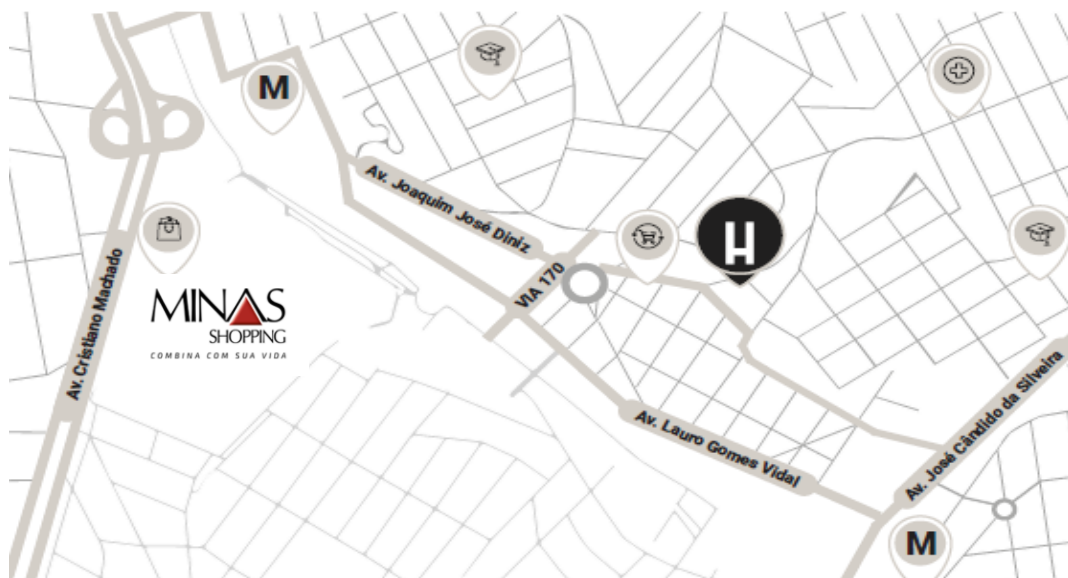 M
Av. Joaquim José Diniz
H
VIA 170
Av. Cristiano Machado
MINAS
SHOPPING
COMBINA COM SUA VIDA
Av. José Cândido da Silveira
Av. Lauro Gomes Vidal
M